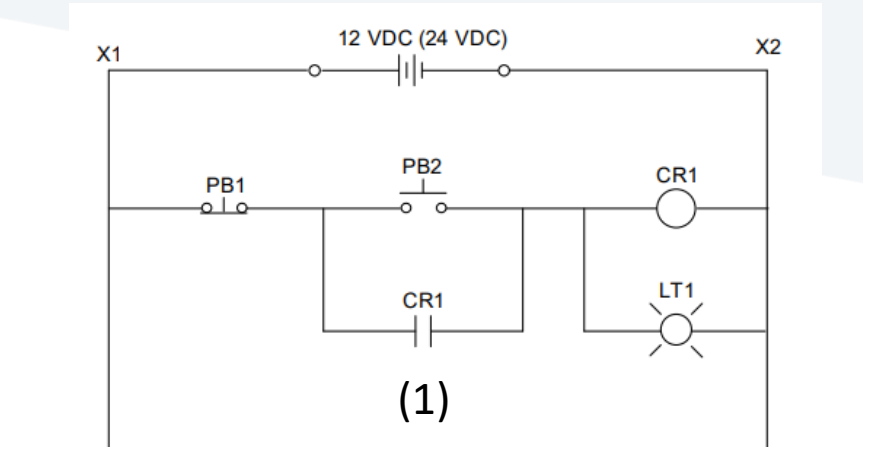 12 VDC (24 VDC)
X1
X2
PB1
PB2
CR1
CR1
LT1
(1)